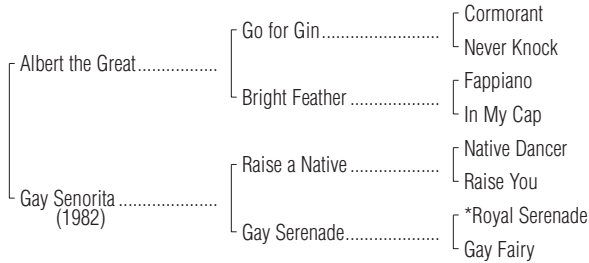 Cormorant
Go for Gin......................
Never Knock
Albert the Great................
Fappiano
Bright Feather ..................
In My Cap
Native Dancer
Raise a Native ..................
Raise You
Gay Senorita ...................
(1982)
*Royal Serenade
Gay Serenade...................
Gay Fairy